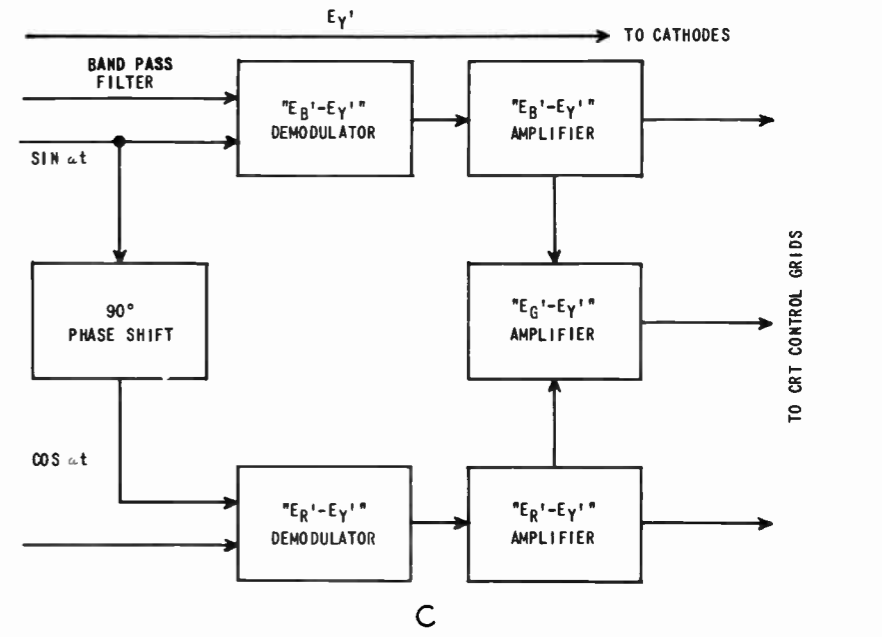 EY'
TO CATHODES
BAND PASS
FILTER
"EB'-EY'"
DEMODULATOR
"EB'-EY'"
AMPLIFIER
SIN ωt
90°
PHASE SHIFT
"EG'-EY'"
AMPLIFIER
TO CRT CONTROL GRIDS
COS ωt
"ER'-EY'"
DEMODULATOR
"ER'-EY'"
AMPLIFIER
C